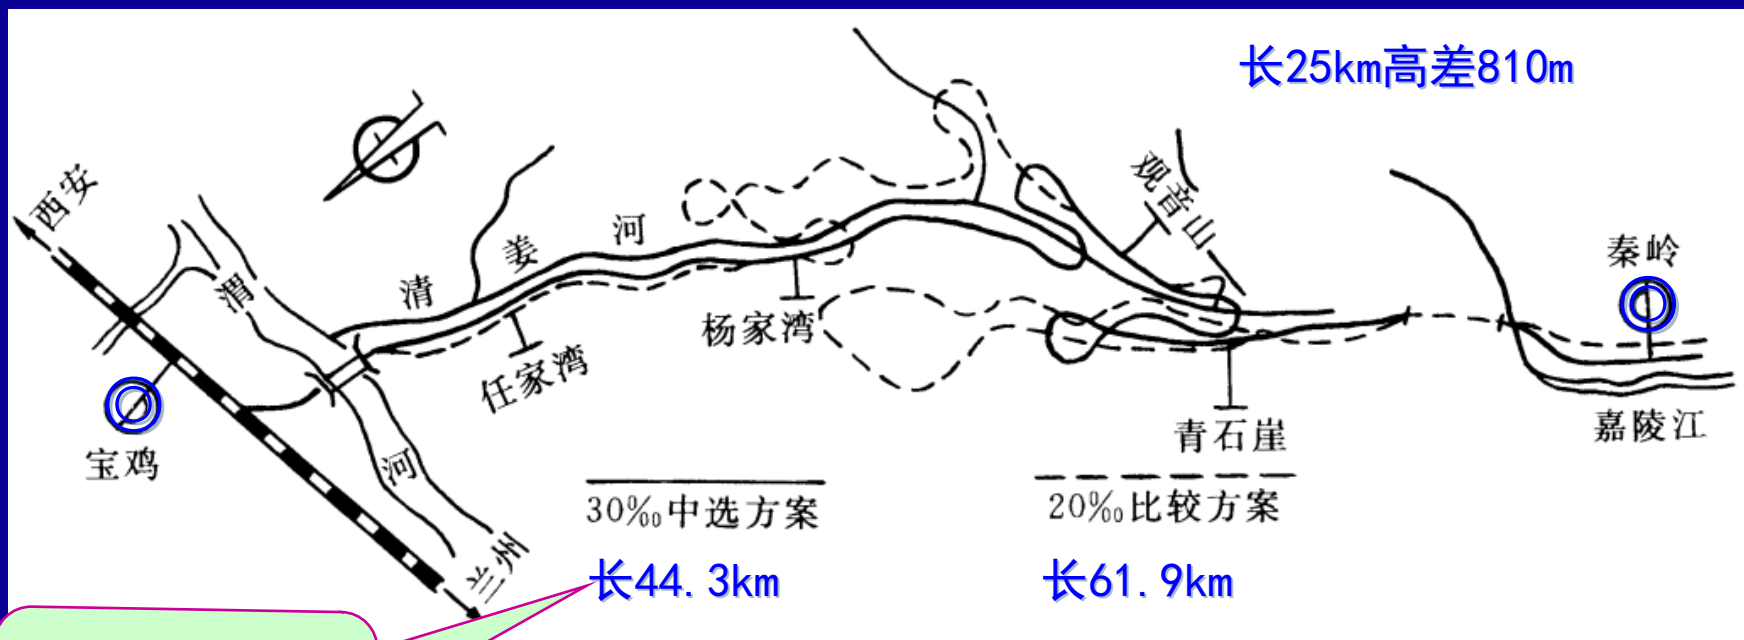 长25km高差810m
西安
渭
河
清
姜
河
观音山
秦岭
杨家湾
任家湾
宝鸡
青石崖
嘉陵江
兰州
30‰中选方案
20‰比较方案
长44.3km
长61.9km